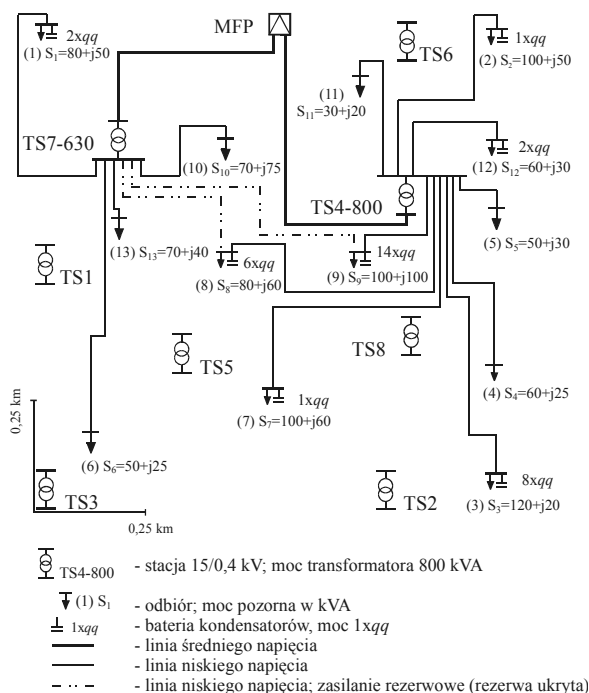 MFP
2xqq
(1) S1=80+j50
TS6
1xqq
(2) S2=100+j50
(11)
S11=30+j20
TS7-630
2xqq
(12) S12=60+j30
(10) S10=70+j75
TS4-800
(5) S5=50+j30
(13) S13=70+j40
6xqq
(8) S8=80+j60
14xqq
(9) S9=100+j100
TS1
TS5
TS8
(4) S4=60+j25
1xqq
(7) S7=100+j60
0,25 km
(6) S6=50+j25
8xqq
(3) S3=120+j20
TS3
TS2
0,25 km
TS4-800 - stacja 15/0,4 kV; moc transformatora 800 kVA
(1) S1 - odbiór; moc pozorna w kVA
1xqq - bateria kondensatorów, moc 1xqq
- linia średniego napięcia
- linia niskiego napięcia
- linia niskiego napięcia; zasilanie rezerwowe (rezerwa ukryta)